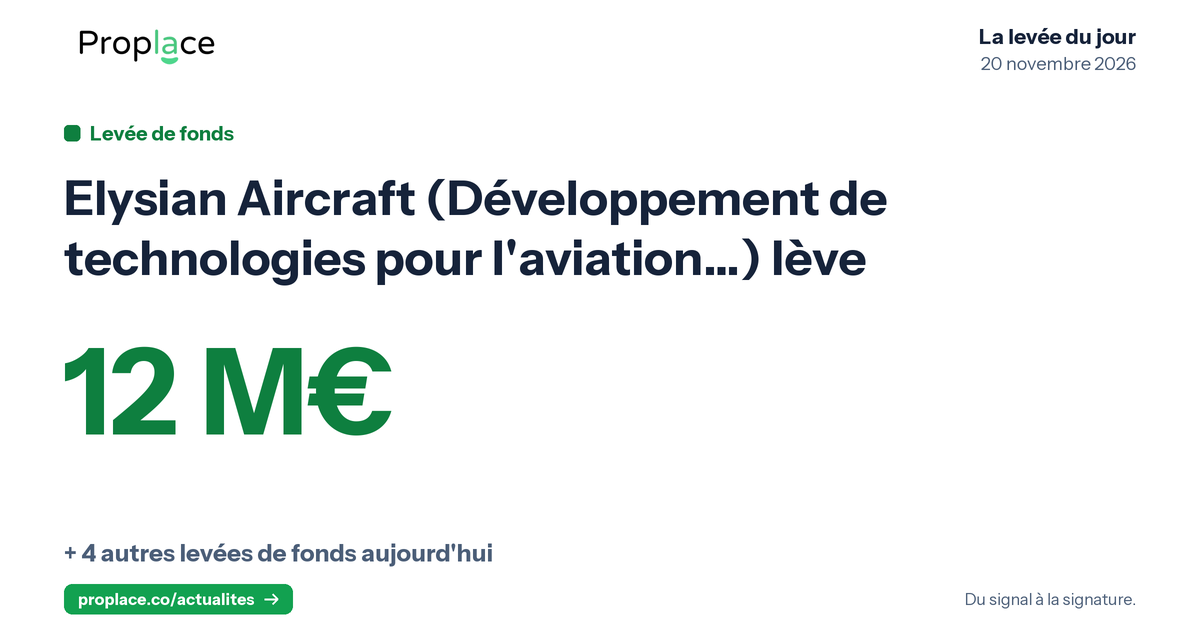 Proplace
La levée du jour
20 novembre 2026
Levée de fonds
Elysian Aircraft (Développement de
technologies pour l'aviation...) lève
12 M€
+ 4 autres levées de fonds aujourd'hui
proplace.co/actualites →
Du signal à la signature.